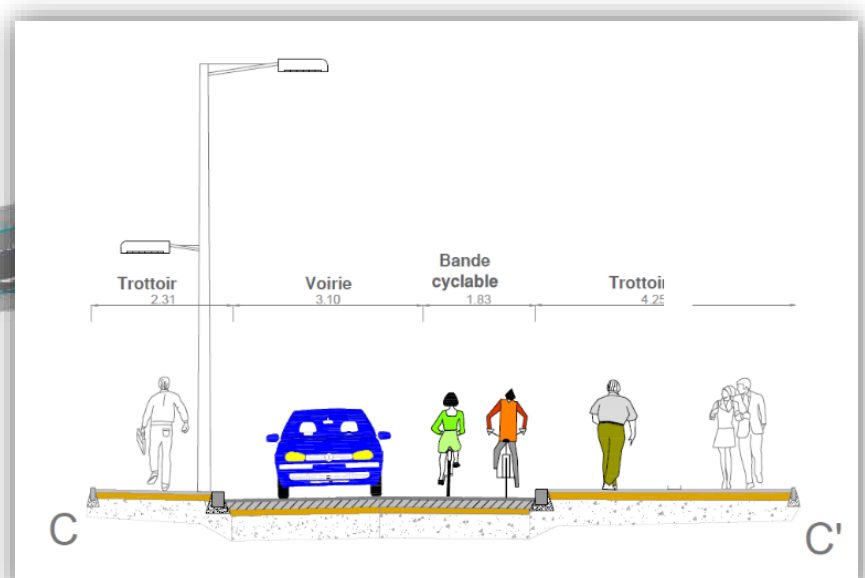 Trottoir
2.31
Voirie
3.10
Bande
cyclable
1.83
Trottoir
4.25
C
C'